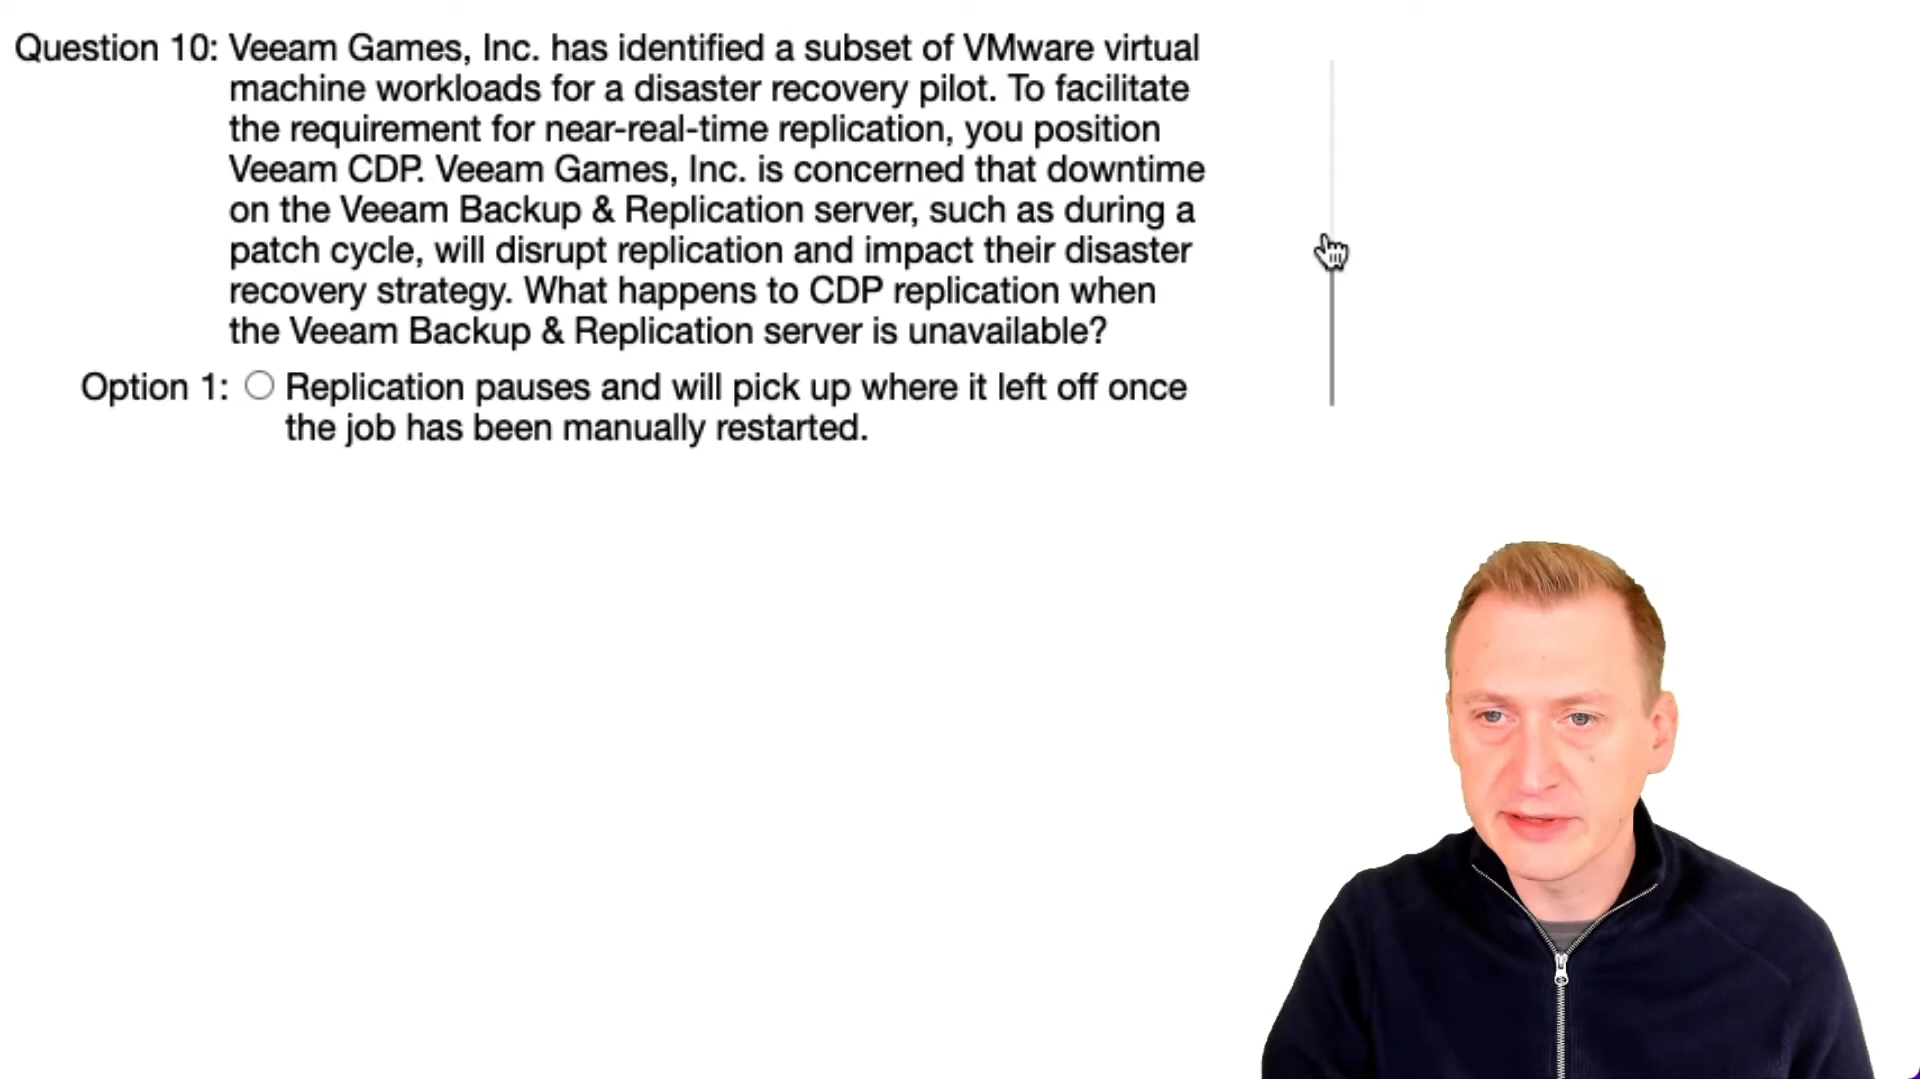 Question 10: Veeam Games, Inc. has identified a subset of VMware virtual
machine workloads for a disaster recovery pilot. To facilitate
the requirement for near-real-time replication, you position
Veeam CDP. Veeam Games, Inc. is concerned that downtime
on the Veeam Backup & Replication server, such as during a
patch cycle, will disrupt replication and impact their disaster
recovery strategy. What happens to CDP replication when
the Veeam Backup & Replication server is unavailable?
Option 1: Replication pauses and will pick up where it left off once
the job has been manually restarted.